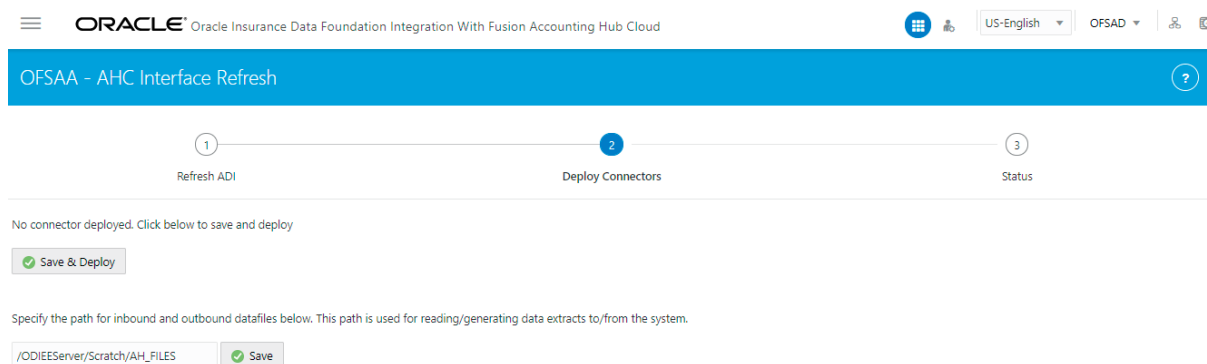 ORACLE® Oracle Insurance Data Foundation Integration With Fusion Accounting Hub Cloud US-English OFSAD
OFSAA - AHC Interface Refresh ?
1 2 3
Refresh ADI Deploy Connectors Status
No connector deployed. Click below to save and deploy
Save & Deploy
Specify the path for inbound and outbound datafiles below. This path is used for reading/generating data extracts to/from the system.
/ODIEEServer/Scratch/AH_FILES Save